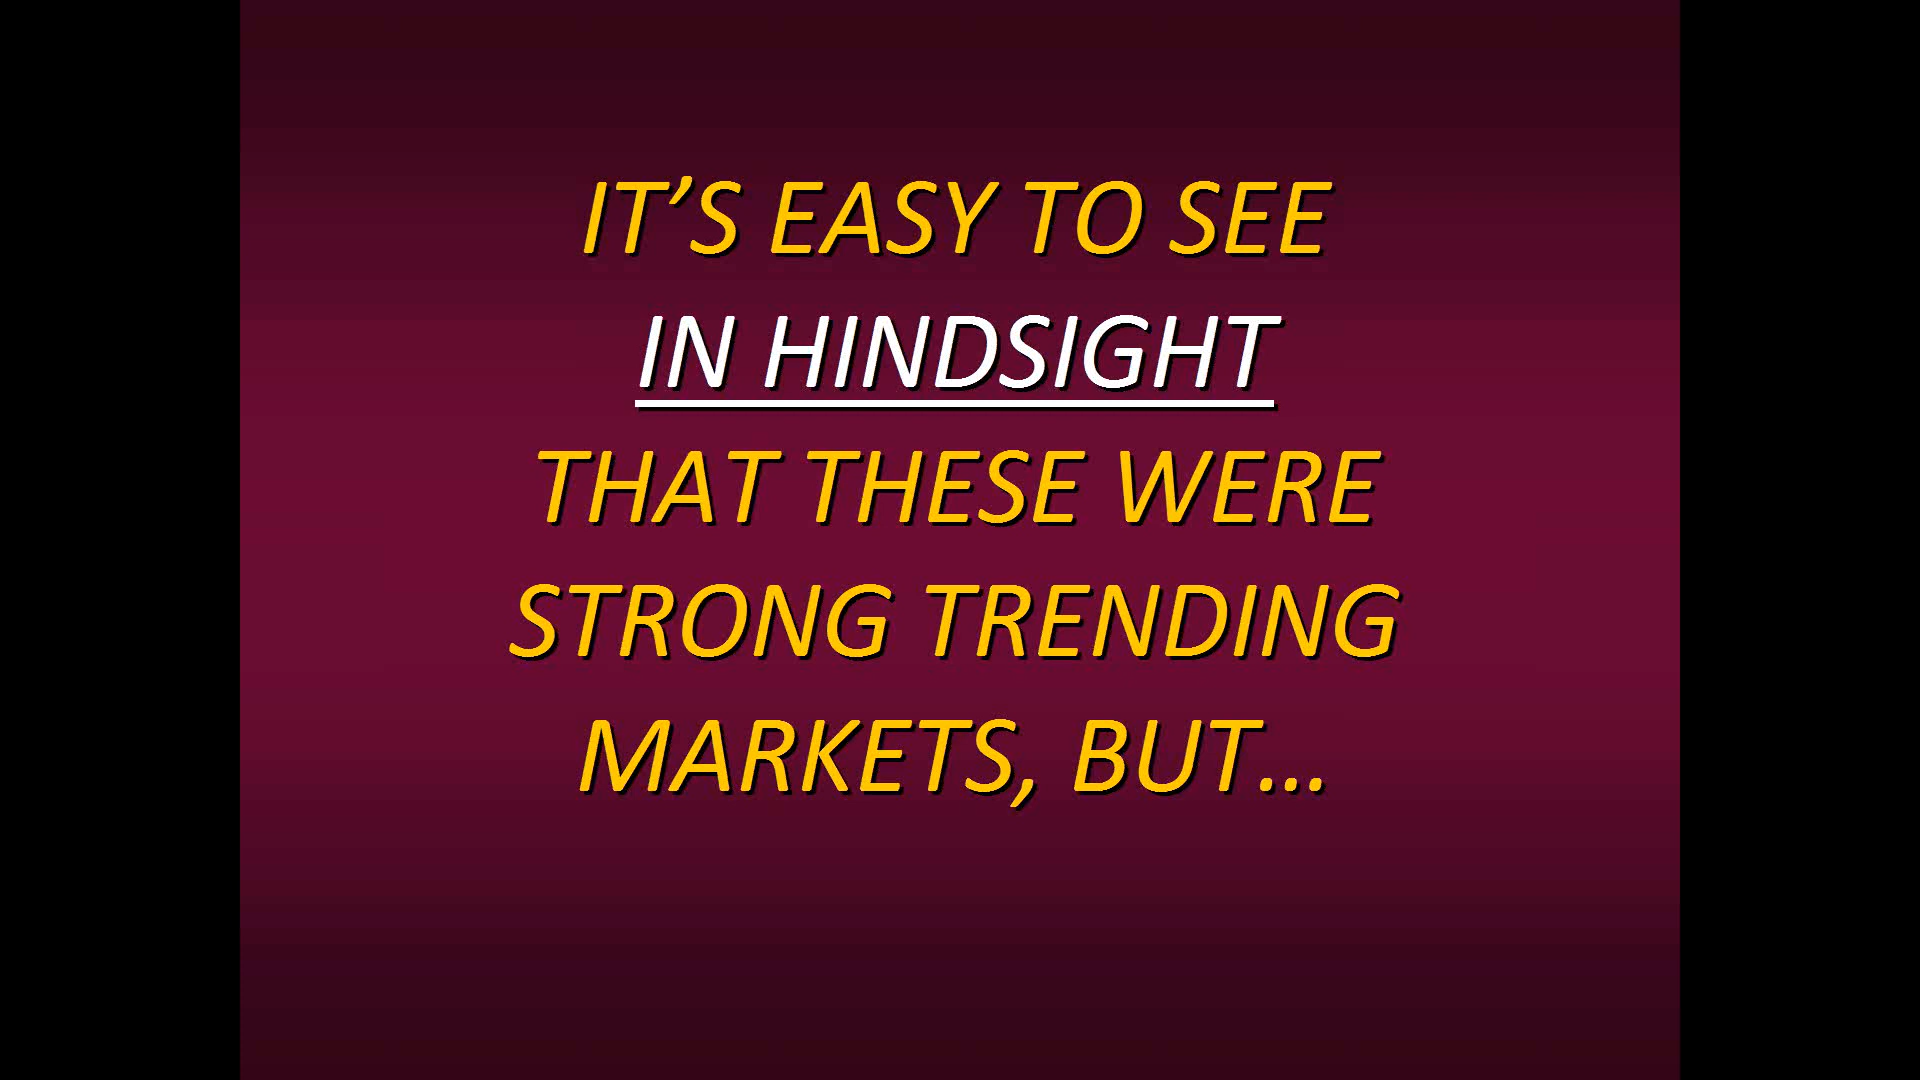 IT’S EASY TO SEE
IN HINDSIGHT
THAT THESE WERE
STRONG TRENDING
MARKETS, BUT…